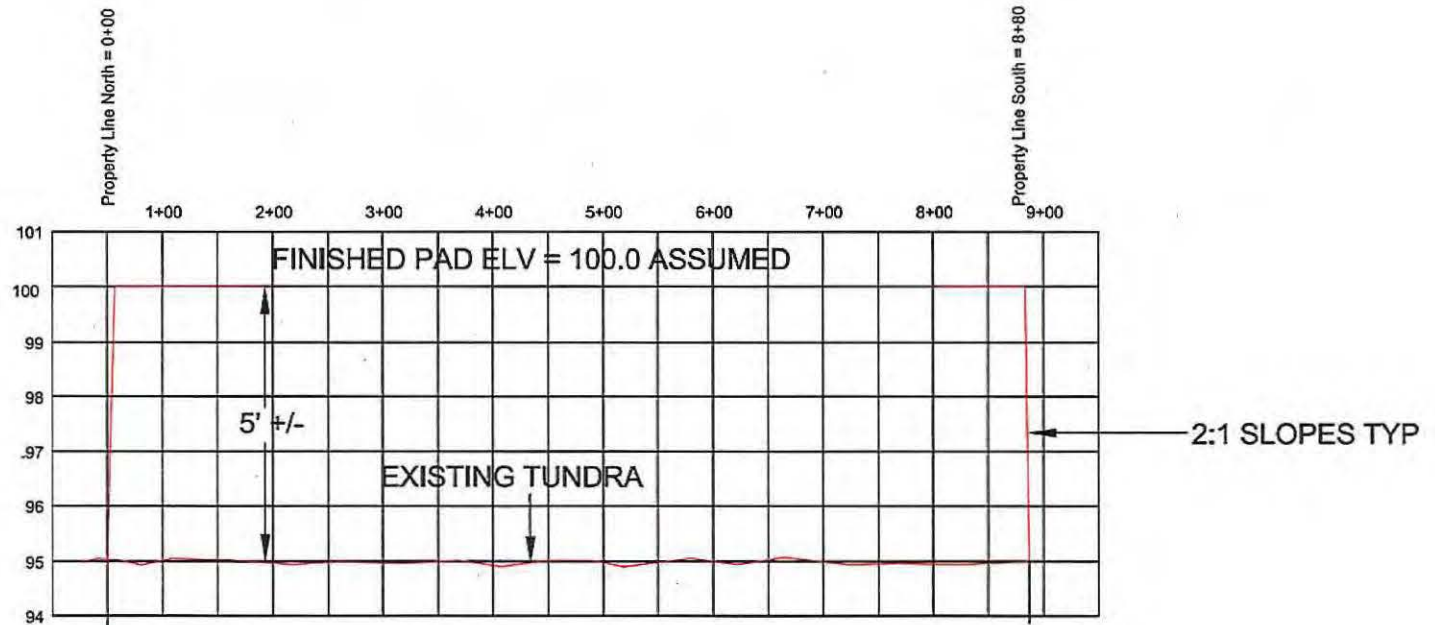 Property Line North = 0+00
Property Line South = 8+80
1+00 2+00 3+00 4+00 5+00 6+00 7+00 8+00 9+00
101
FINISHED PAD ELV = 100.0 ASSUMED
100
99
98
5' +/-
2:1 SLOPES TYP
97
EXISTING TUNDRA
96
95
94